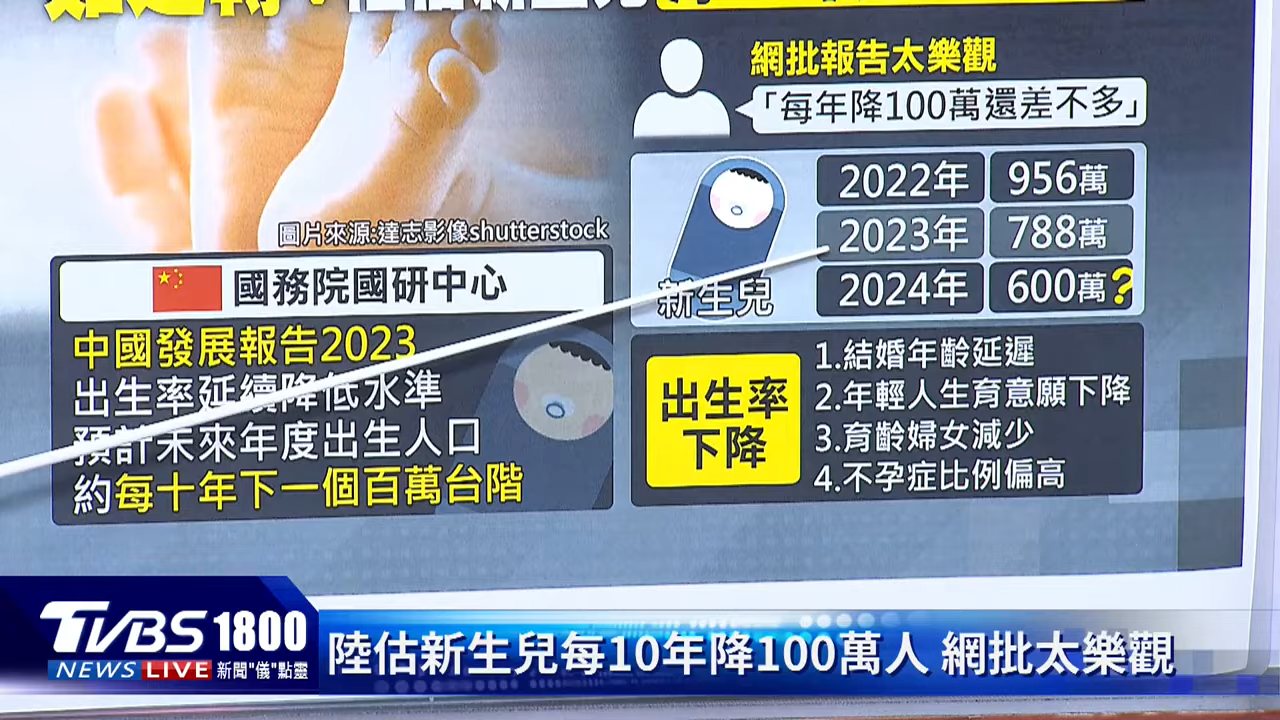 圖片來源:達志影像shutterstock
國務院國研中心
中國發展報告2023
出生率延續降低水準
預計未來年度出生人口
約每十年下一個百萬台階
網批報告太樂觀
「每年降100萬還差不多」
新生兒
2022年 956萬
2023年 788萬
2024年 600萬?
出生率
下降
1.結婚年齡延遲
2.年輕人生育意願下降
3.育齡婦女減少
4.不孕症比例偏高
TVBS 1800
NEWS LIVE 新聞"儀"點靈
陸估新生兒每10年降100萬人 網批太樂觀